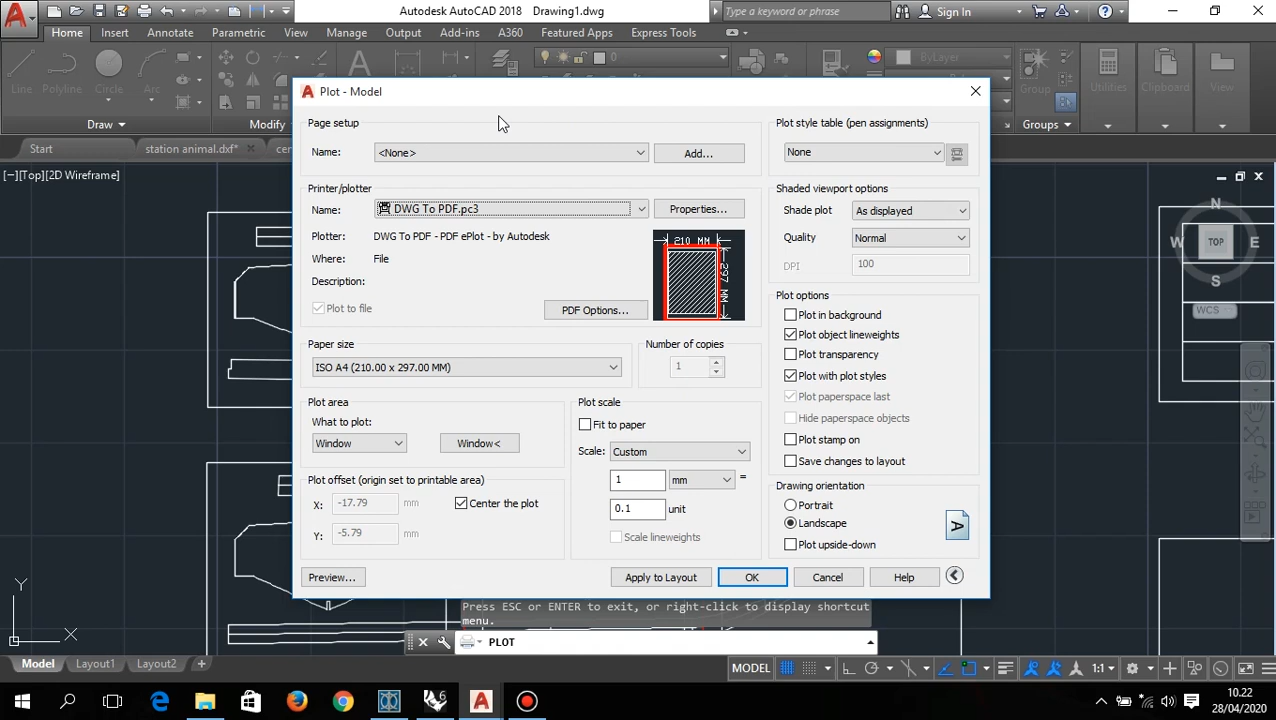 Autodesk AutoCAD 2018 Drawing1.dwg
Type a keyword or phrase
Sign In
Home Insert Annotate Parametric View Manage Output Add-ins A360 Featured Apps Express Tools
Line Polyline Circle Arc
0
ByLayer
Group Utilities Clipboard View
Draw Modify Groups
Start station animal.dxf*
[−][Top][2D Wireframe]
Plot - Model
Page setup
Name: <None> Add...
Printer/plotter
Name: DWG To PDF.pc3 Properties...
Plotter: DWG To PDF - PDF ePlot - by Autodesk
Where: File
Description:
Plot to file
PDF Options...
210 MM
297 MM
Paper size
ISO A4 (210.00 x 297.00 MM)
Number of copies
1
Plot area
What to plot:
Window Window<
Plot offset (origin set to printable area)
X: -17.79 mm
Center the plot
Y: -5.79 mm
Plot scale
Fit to paper
Scale: Custom
1 mm =
0.1 unit
Scale lineweights
Plot style table (pen assignments)
None
Shaded viewport options
Shade plot As displayed
Quality Normal
DPI 100
Plot options
Plot in background
Plot object lineweights
Plot transparency
Plot with plot styles
Plot paperspace last
Hide paperspace objects
Plot stamp on
Save changes to layout
Drawing orientation
Portrait
Landscape
Plot upside-down
A
Preview... Apply to Layout OK Cancel Help
N
W TOP E
S
WCS
Y
X
Press ESC or ENTER to exit, or right-click to display shortcut
menu.
PLOT
Model Layout1 Layout2 +
MODEL 1:1
10.22
28/04/2020